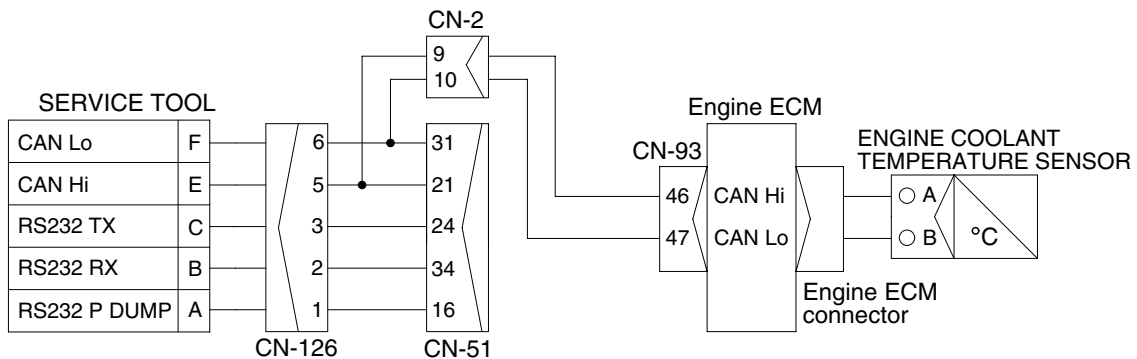 CN-2
9
10
SERVICE TOOL
CAN Lo F 6 31
CAN Hi E 5 21
RS232 TX C 3 24
RS232 RX B 2 34
RS232 P DUMP A 1 16
CN-126
CN-51
Engine ECM
CN-93
46 CAN Hi
47 CAN Lo
Engine ECM
connector
ENGINE COOLANT
TEMPERATURE SENSOR
A
B
°C